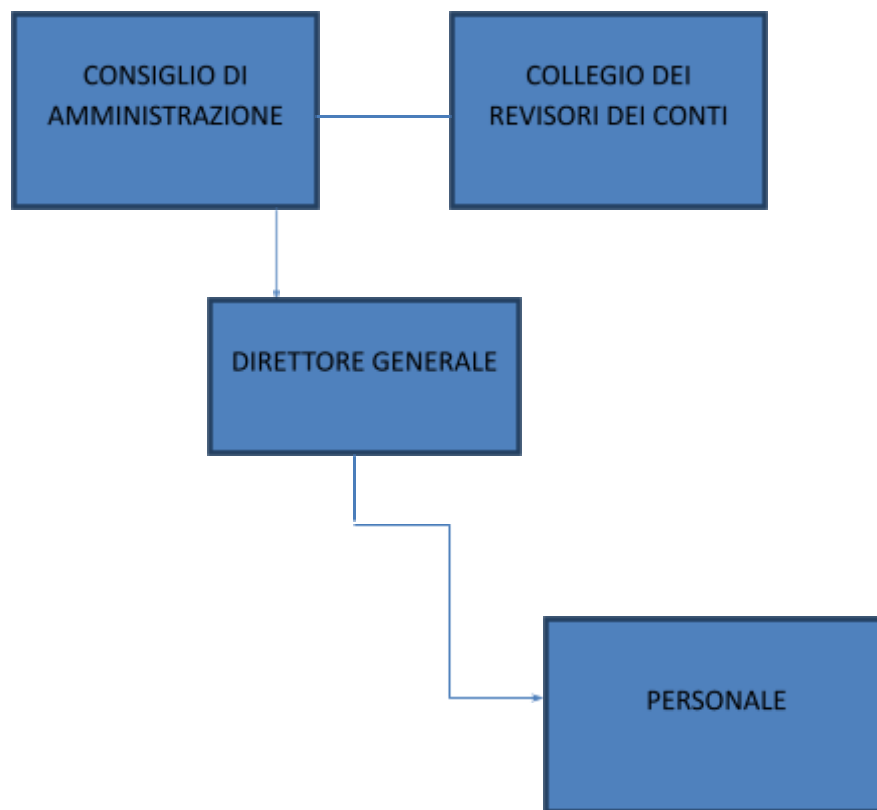 CONSIGLIO DI
AMMINISTRAZIONE
COLLEGIO DEI
REVISORI DEI CONTI
DIRETTORE GENERALE
PERSONALE